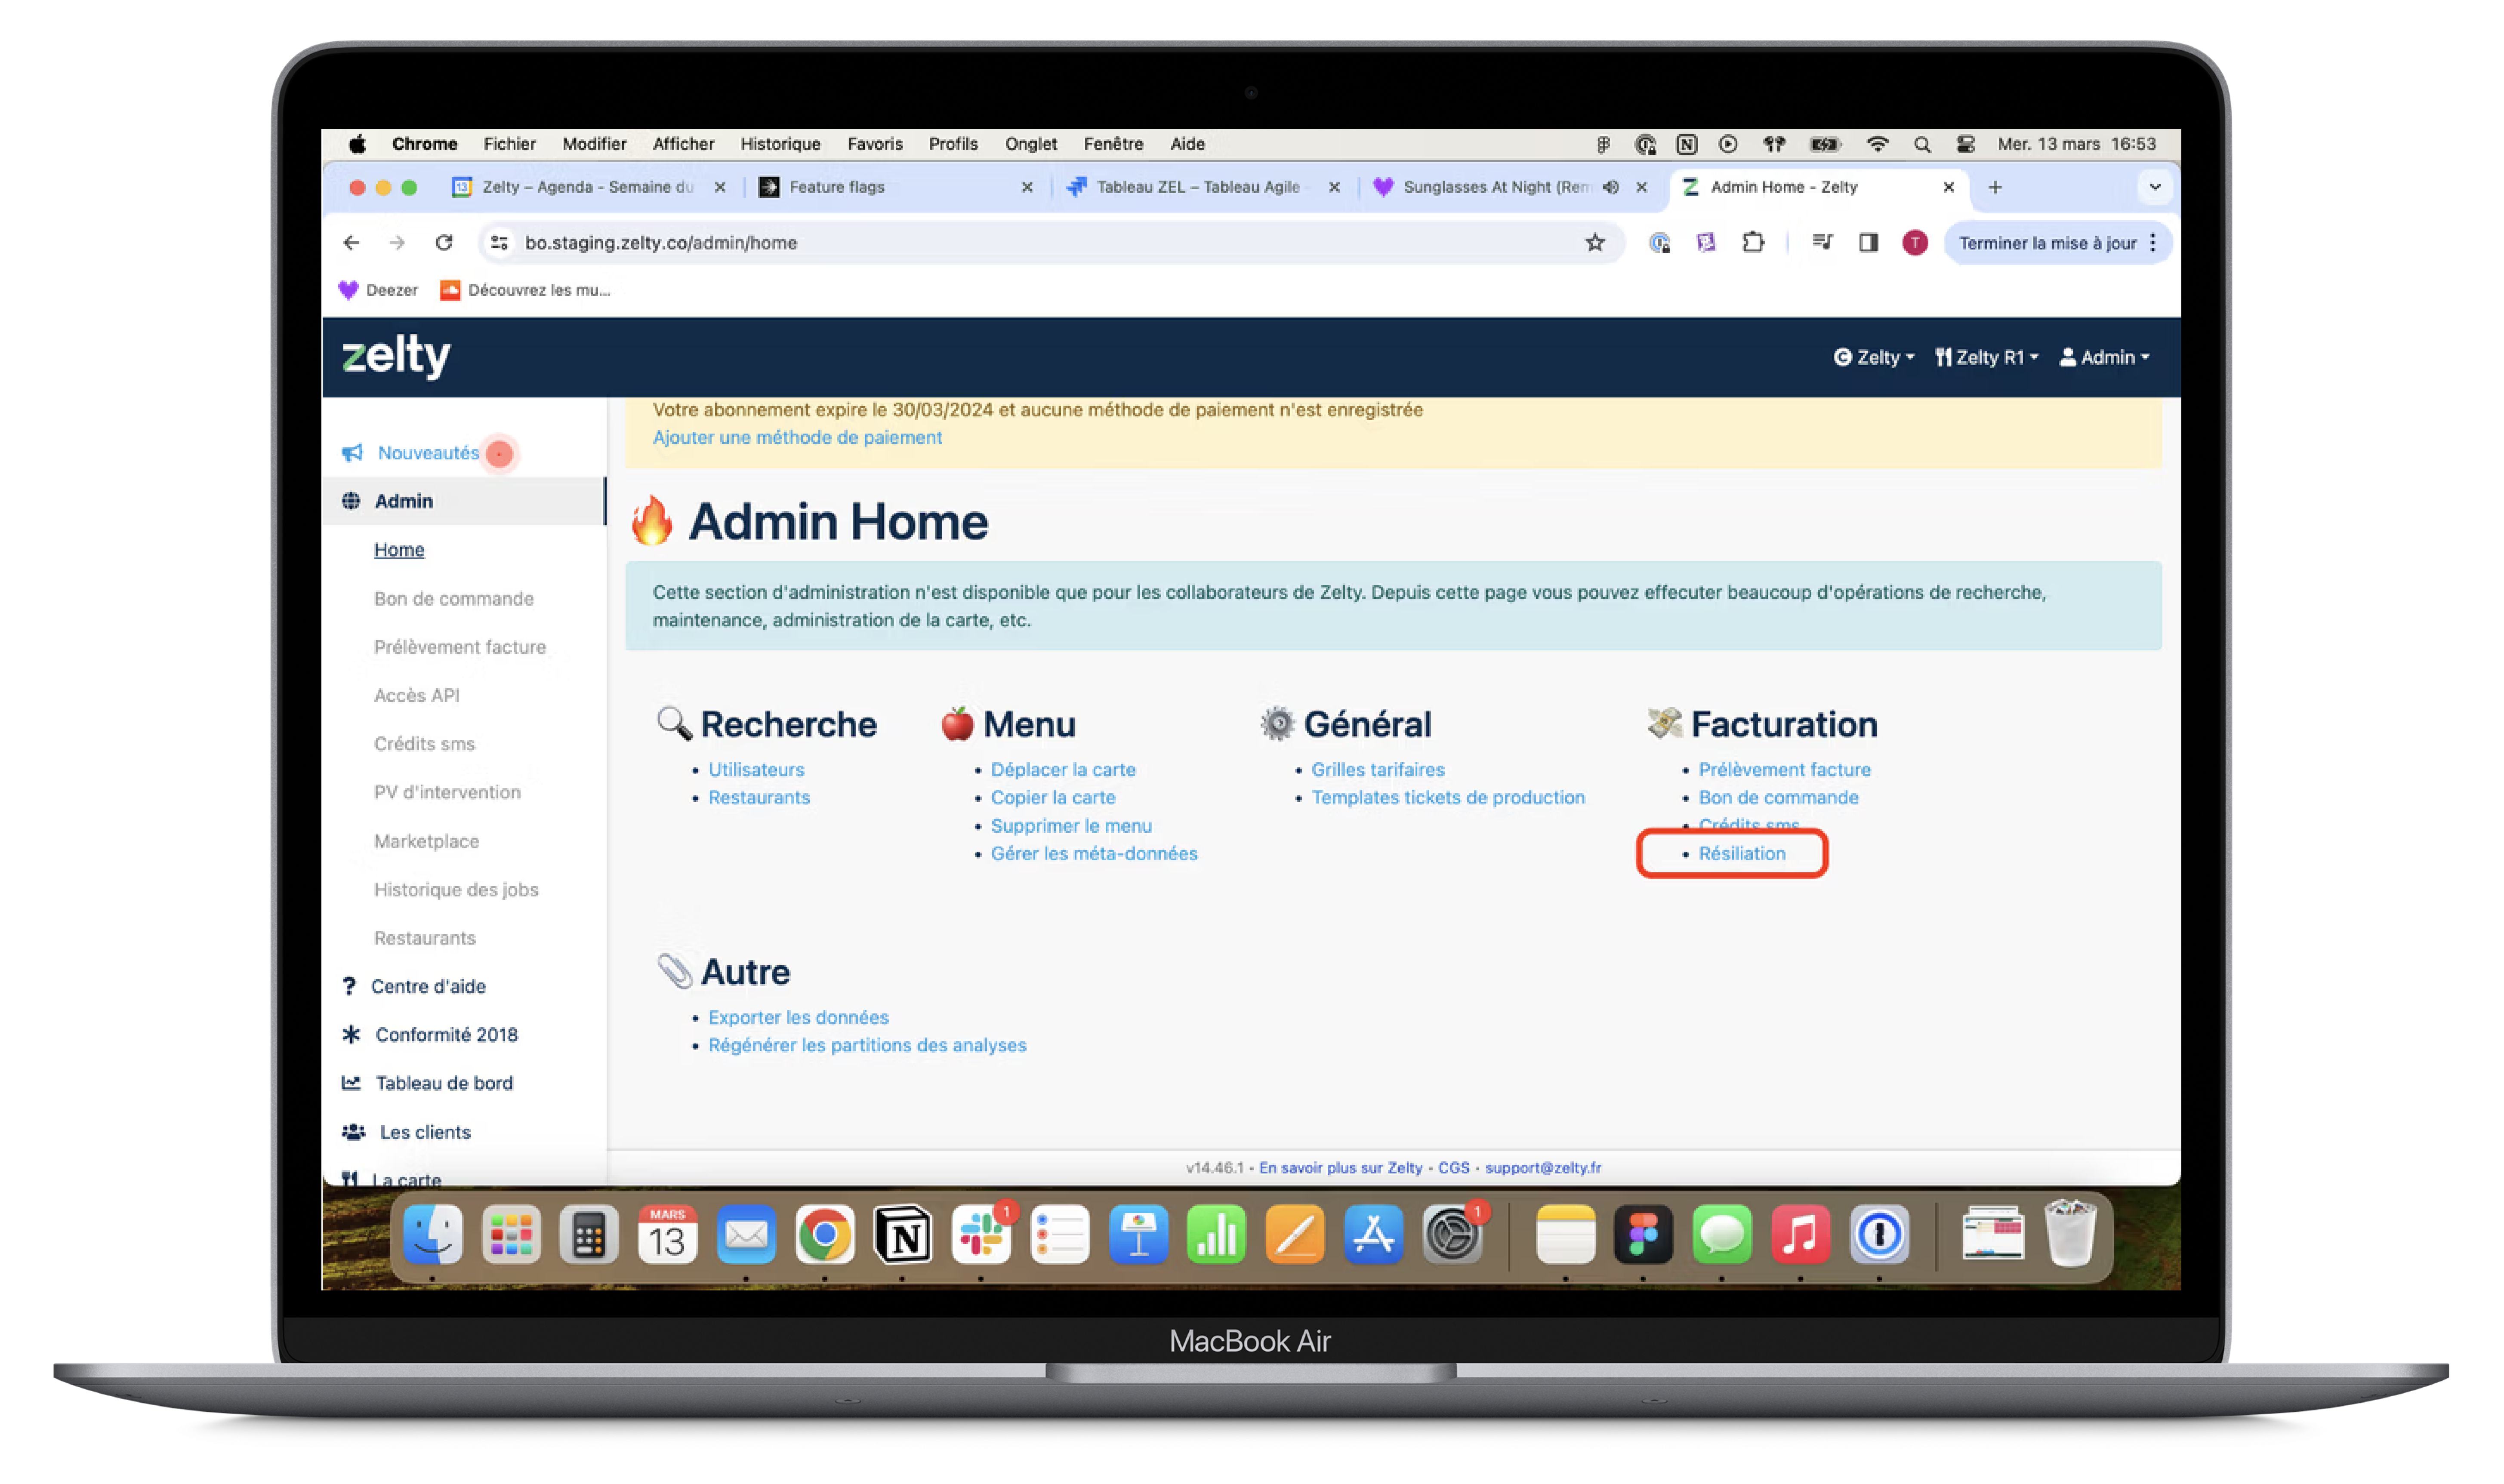 Chrome Fichier Modifier Afficher Historique Favoris Profils Onglet Fenêtre Aide Mer. 13 mars 16:53
13 Zelty – Agenda - Semaine du Feature flags Tableau ZEL – Tableau Agile - Sunglasses At Night (Ren Admin Home - Zelty
bo.staging.zelty.co/admin/home T Terminer la mise à jour
Deezer Découvrez les mu...
zelty Zelty Zelty R1 Admin
Votre abonnement expire le 30/03/2024 et aucune méthode de paiement n'est enregistrée
Ajouter une méthode de paiement
Nouveautés
Admin
Home
Bon de commande
Prélèvement facture
Accès API
Crédits sms
PV d'intervention
Marketplace
Historique des jobs
Restaurants
Centre d'aide
Conformité 2018
Tableau de bord
Les clients
La carte
Admin Home
Cette section d'administration n'est disponible que pour les collaborateurs de Zelty. Depuis cette page vous pouvez effecuter beaucoup d'opérations de recherche,
maintenance, administration de la carte, etc.
Recherche
• Utilisateurs
• Restaurants
Menu
• Déplacer la carte
• Copier la carte
• Supprimer le menu
• Gérer les méta-données
Général
• Grilles tarifaires
• Templates tickets de production
Facturation
• Prélèvement facture
• Bon de commande
• Crédits sms
• Résiliation
Autre
• Exporter les données
• Régénérer les partitions des analyses
v14.46.1 • En savoir plus sur Zelty • CGS • support@zelty.fr
MARS
13
N
1
1
MacBook Air